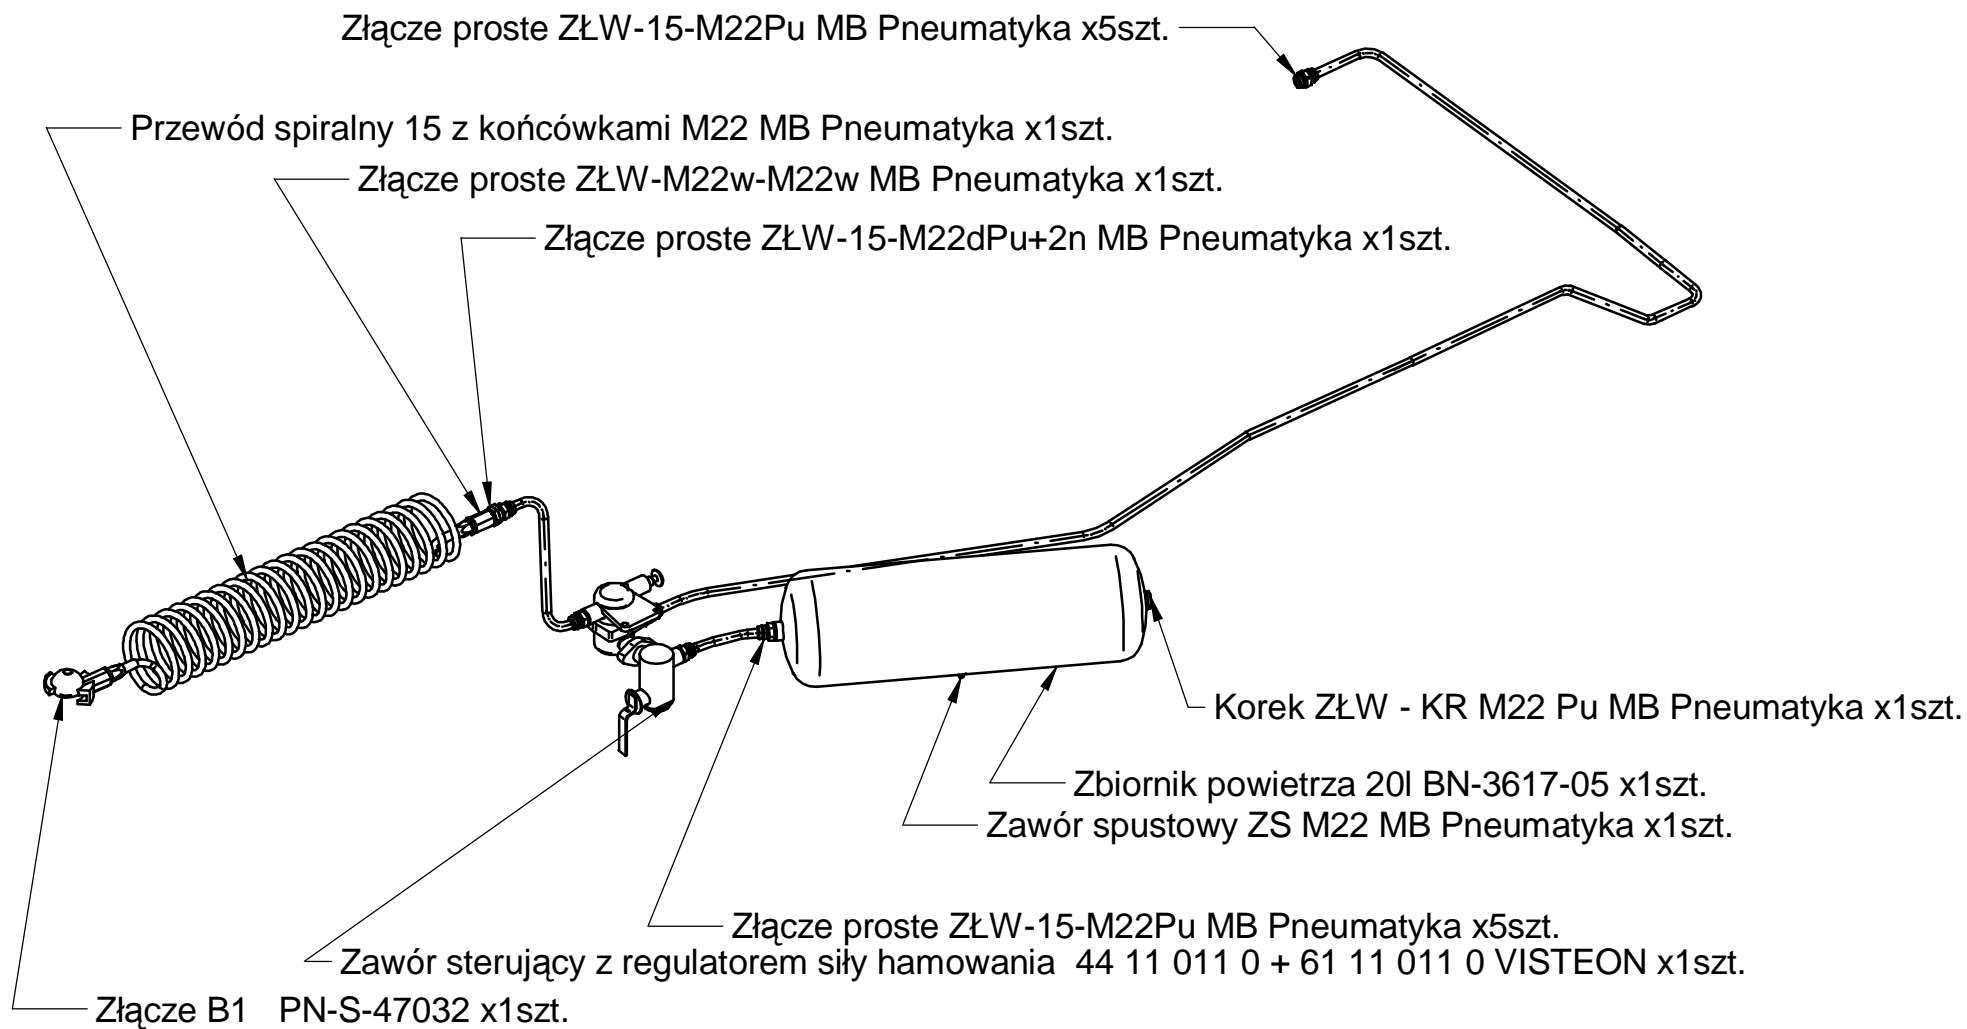 Złącze proste ZŁW-15-M22Pu MB Pneumatyka x5szt.
Przewód spiralny 15 z końcówkami M22 MB Pneumatyka x1szt.
Złącze proste ZŁW-M22w-M22w MB Pneumatyka x1szt.
Złącze proste ZŁW-15-M22dPu+2n MB Pneumatyka x1szt.
Korek ZŁW - KR M22 Pu MB Pneumatyka x1szt.
Zbiornik powietrza 20l BN-3617-05 x1szt.
Zawór spustowy ZS M22 MB Pneumatyka x1szt.
Złącze proste ZŁW-15-M22Pu MB Pneumatyka x5szt.
Zawór sterujący z regulatorem siły hamowania 44 11 011 0 + 61 11 011 0 VISTEON x1szt.
Złącze B1 PN-S-47032 x1szt.